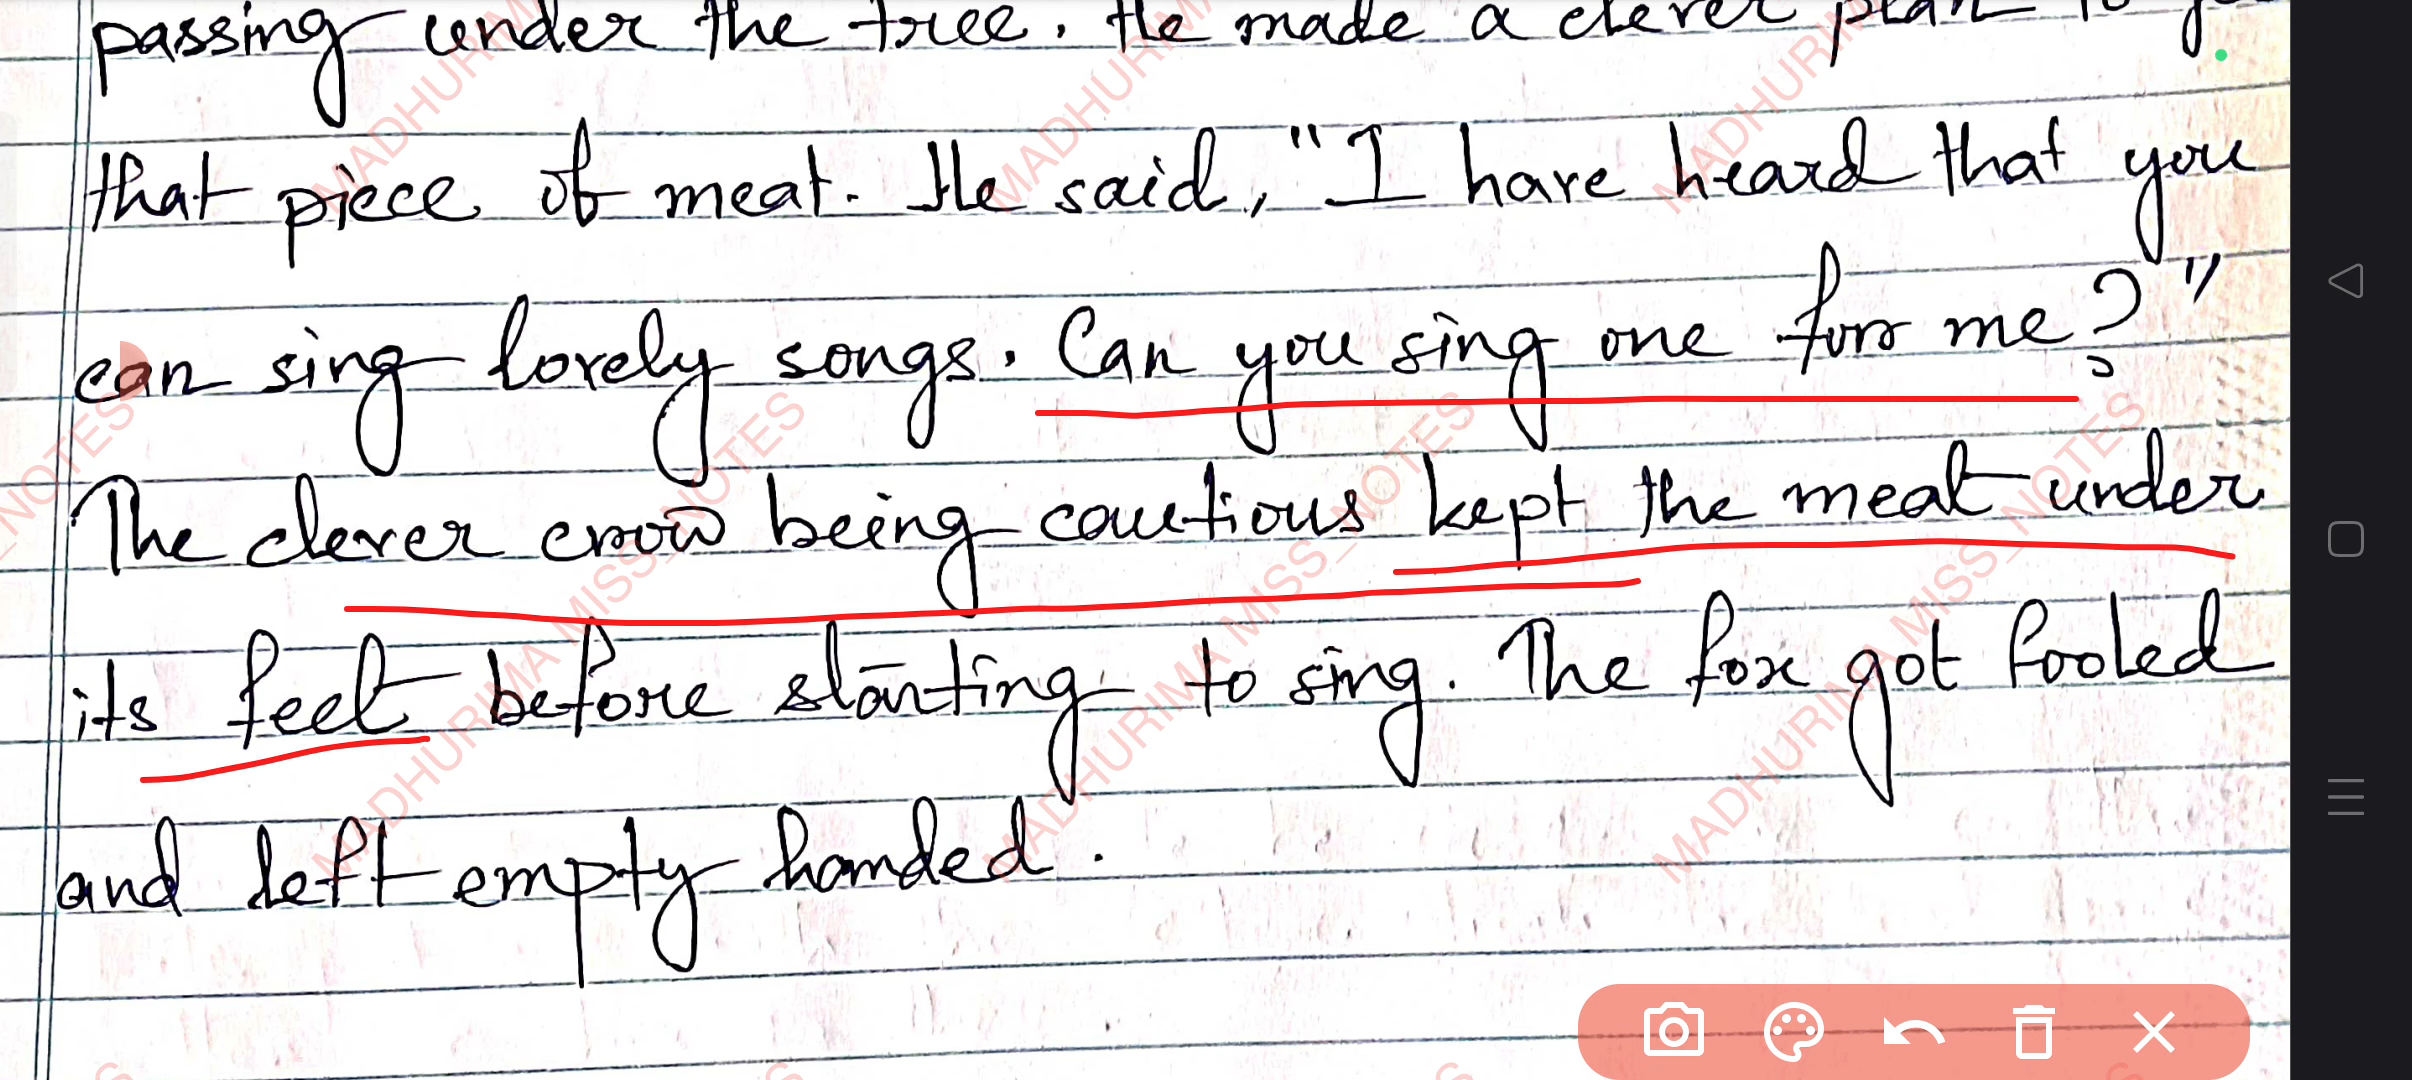 passing under the tree. He made a clever plan to
that piece of meat. He said, "I have heard that you
can sing lovely songs. Can you sing one for me?"
The clever crow being cautious kept the meat under
its feet before starting to sing. The fox got fooled
and left empty handed.
MADHURIMA MISS_NOTES